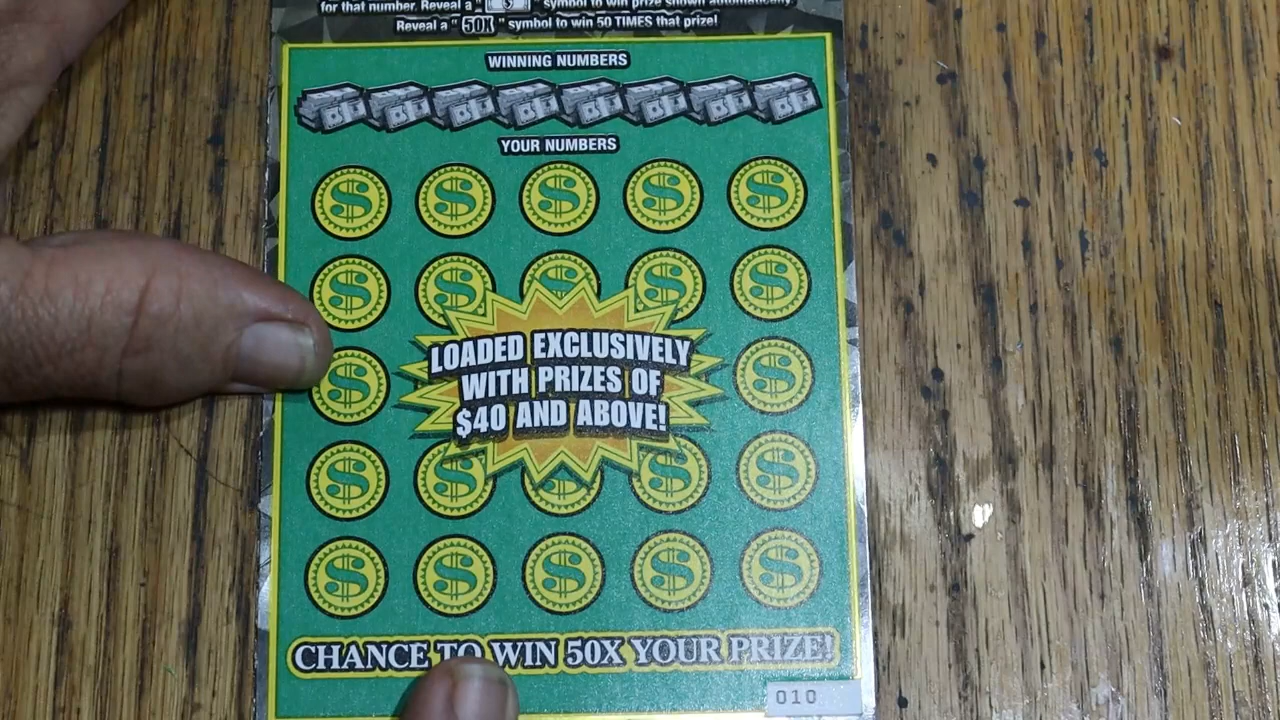 for that number. Reveal a " $ " symbol to win prize shown automatically.
Reveal a " 50X " symbol to win 50 TIMES that prize!
WINNING NUMBERS
YOUR NUMBERS
$ $ $ $ $
$ $ $ $ $
LOADED EXCLUSIVELY
WITH PRIZES OF
$40 AND ABOVE!
$ $
$ $ $ $ $
$ $ $ $ $
CHANCE TO WIN 50X YOUR PRIZE!
010